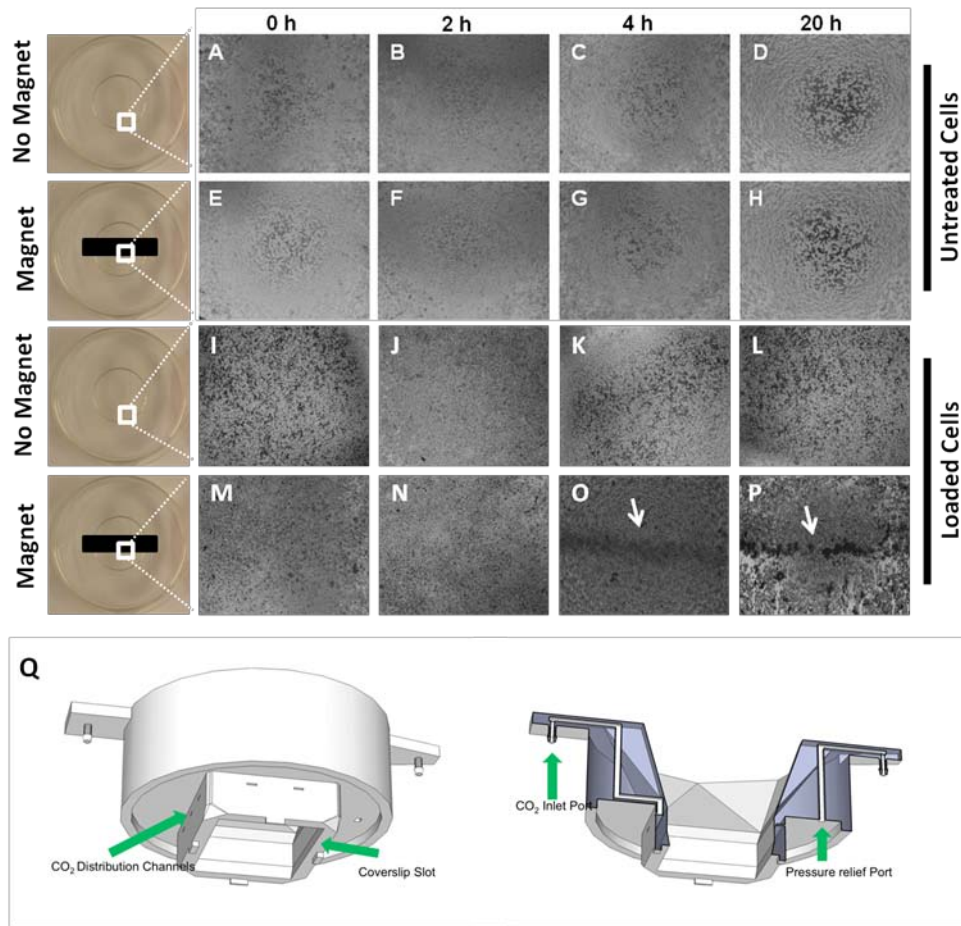 0 h 2 h 4 h 20 h
No Magnet
A B C D
Magnet
E F G H
Untreated Cells
No Magnet
I J K L
Magnet
M N O P
Loaded Cells
Q
CO₂ Distribution Channels
Coverslip Slot
CO₂ Inlet Port
Pressure relief Port